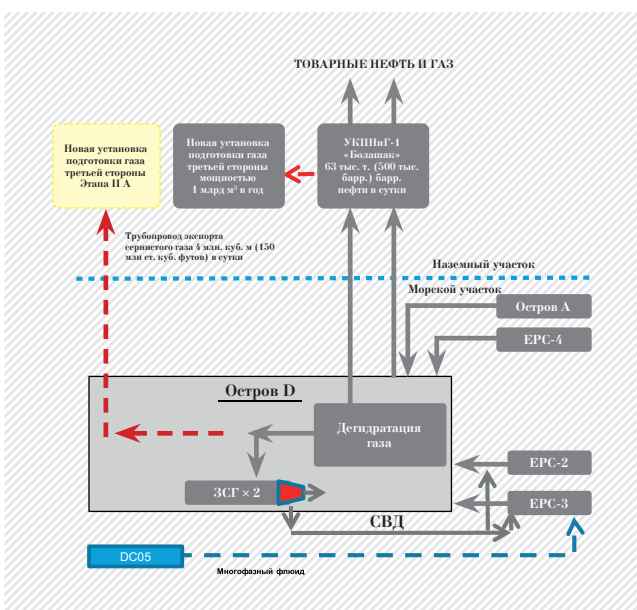 ТОВАРНЫЕ НЕФТЬ И ГАЗ
Новая установка
подготовки газа
третьей стороны
Этапа II А
Новая установка
подготовки газа
третьей стороны
мощностью
1 млрд м³ в год
УКПНиГ-1
«Болашак»
63 тыс. т. (500 тыс.
барр.) барр.
нефти в сутки
Трубопровод экспорта
сернистого газа 4 млн. куб. м (150
млн ст. куб. футов) в сутки
Наземный участок
Морской участок
Остров А
ЕРС-4
Остров D
Дегидратация
газа
ЕРС-2
ЗСГ × 2
ЕРС-3
СВД
DC05
Многофазный флюид